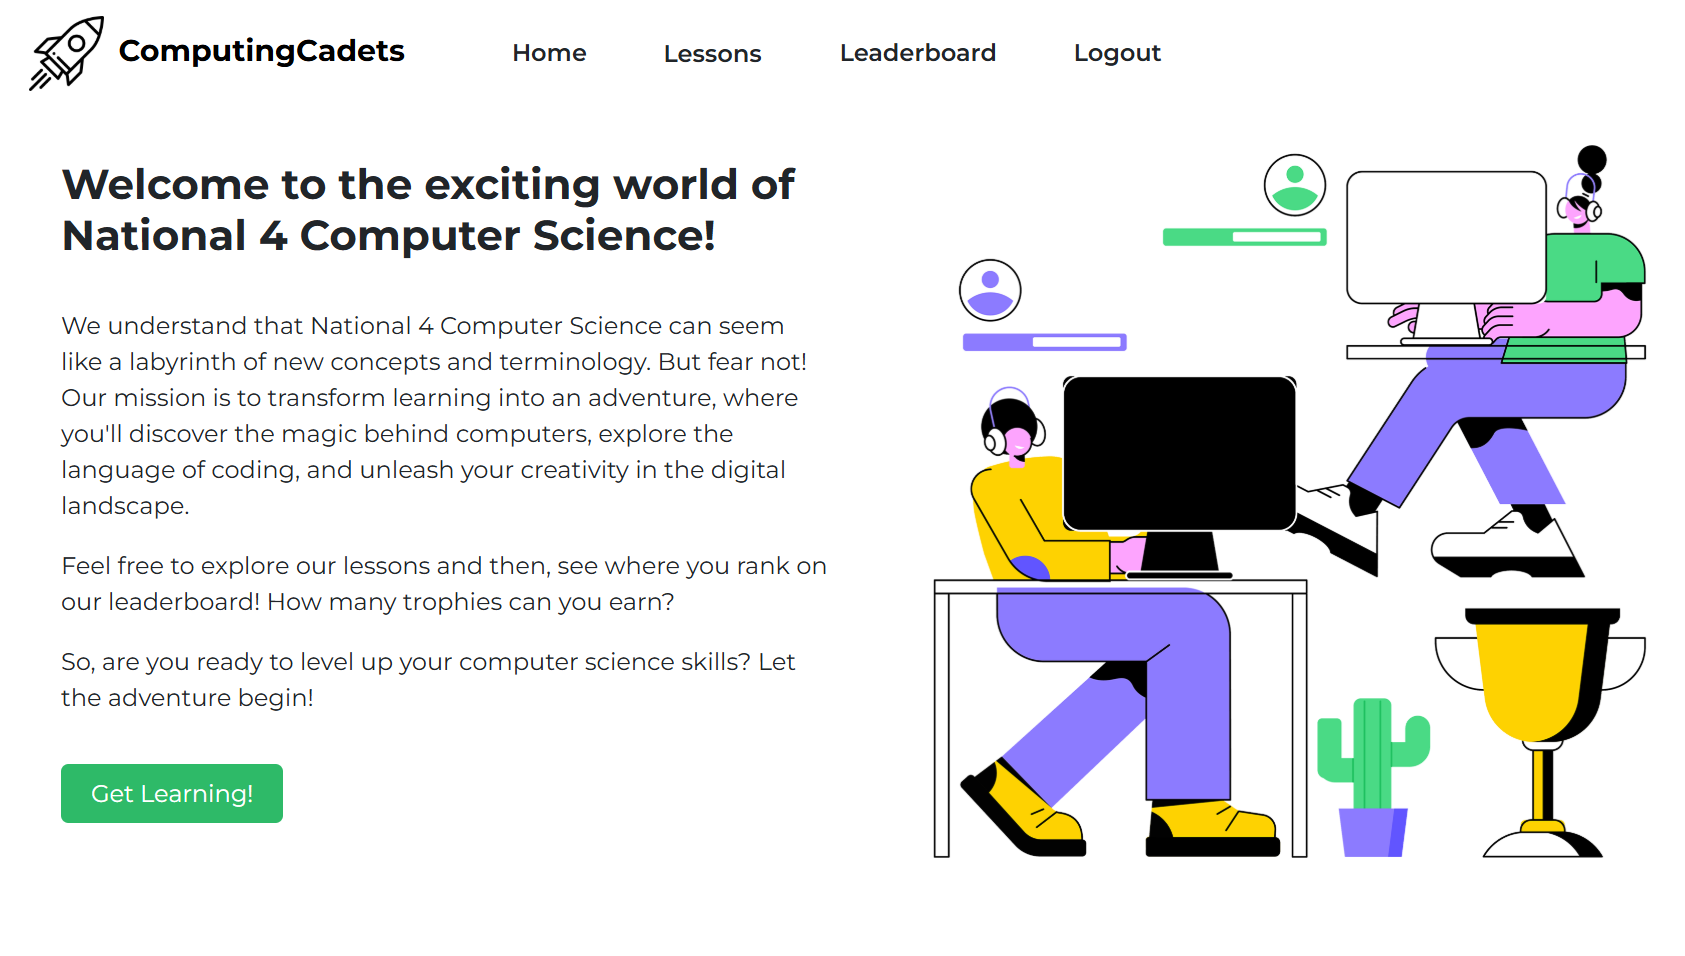 ComputingCadets
Home
Lessons
Leaderboard
Logout
Welcome to the exciting world of
National 4 Computer Science!
We understand that National 4 Computer Science can seem
like a labyrinth of new concepts and terminology. But fear not!
Our mission is to transform learning into an adventure, where
you'll discover the magic behind computers, explore the
language of coding, and unleash your creativity in the digital
landscape.
Feel free to explore our lessons and then, see where you rank on
our leaderboard! How many trophies can you earn?
So, are you ready to level up your computer science skills? Let
the adventure begin!
Get Learning!